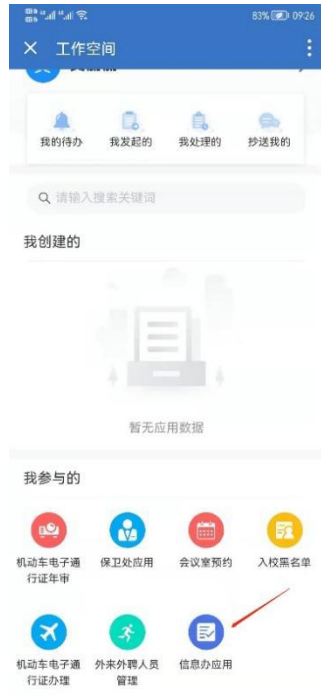 83% 09:26
工作空间
我的待办 我发起的 我处理的 抄送我的
请输入搜索关键词
我创建的
暂无应用数据
我参与的
机动车电子通行证年审 保卫处应用 会议室预约 入校黑名单
机动车电子通行证办理 外来外聘人员管理 信息办应用